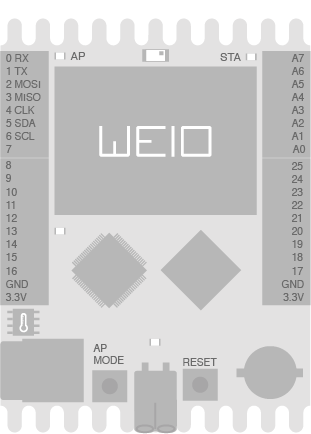 AP
STA
0 RX
1 TX
2 MOSI
3 MISO
4 CLK
5 SDA
6 SCL
7
8
9
10
11
12
13
14
15
16
GND
3.3V
WEIO
A7
A6
A5
A4
A3
A2
A1
A0
25
24
23
22
21
20
19
18
17
GND
3.3V
AP
MODE
RESET